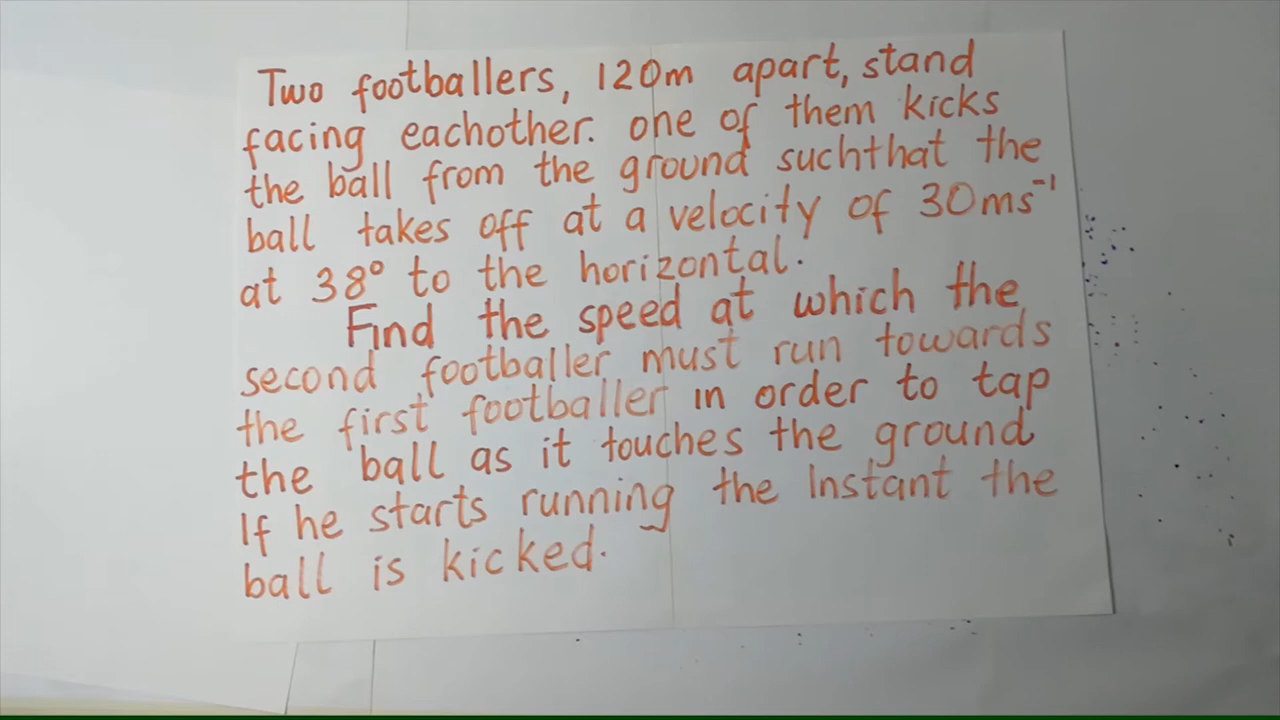 Two footballers, 120m apart, stand
facing eachother. one of them kicks
the ball from the ground suchthat the
ball takes off at a velocity of 30ms⁻¹
at 38° to the horizontal.
Find the speed at which the
second footballer must run towards
the first footballer in order to tap
the ball as it touches the ground
If he starts running the Instant the
ball is kicked.